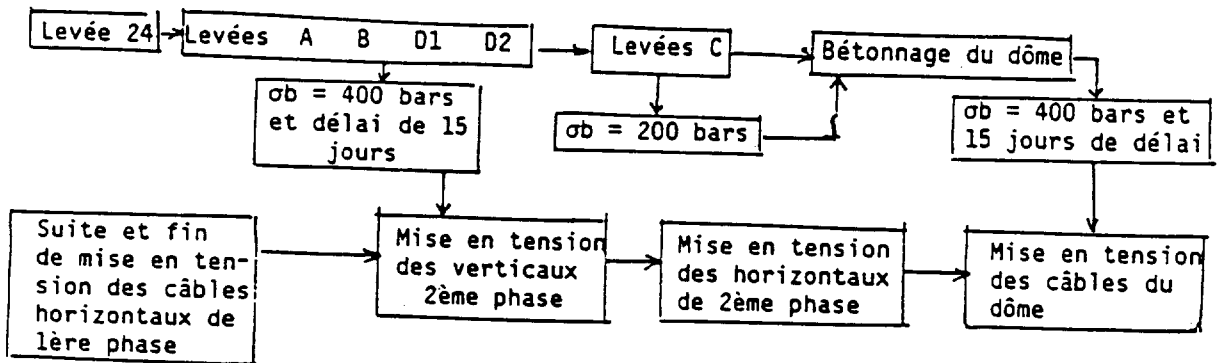 Levée 24
Levées A B D1 D2
Levées C
Bétonnage du dôme
σb = 400 bars
et délai de 15
jours
σb = 200 bars
σb = 400 bars et
15 jours de délai
Suite et fin
de mise en ten-
sion des câbles
horizontaux de
1ère phase
Mise en tension
des verticaux
2ème phase
Mise en tension
des horizontaux
de 2ème phase
Mise en tension
des câbles du
dôme